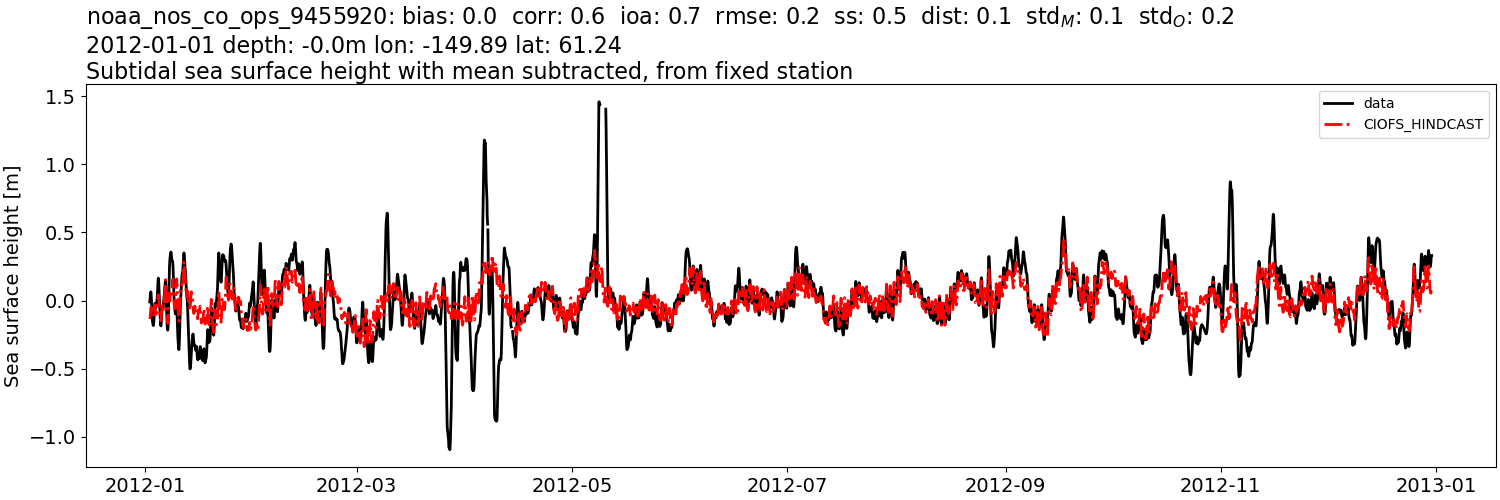 noaa_nos_co_ops_9455920: bias: 0.0  corr: 0.6  ioa: 0.7  rmse: 0.2  ss: 0.5  dist: 0.1  std_M: 0.1  std_O: 0.2
2012-01-01 depth: -0.0m lon: -149.89 lat: 61.24
Subtidal sea surface height with mean subtracted, from fixed station
data
CIOFS_HINDCAST
Sea surface height [m]
1.5
1.0
0.5
0.0
−0.5
−1.0
2012-01 2012-03 2012-05 2012-07 2012-09 2012-11 2013-01